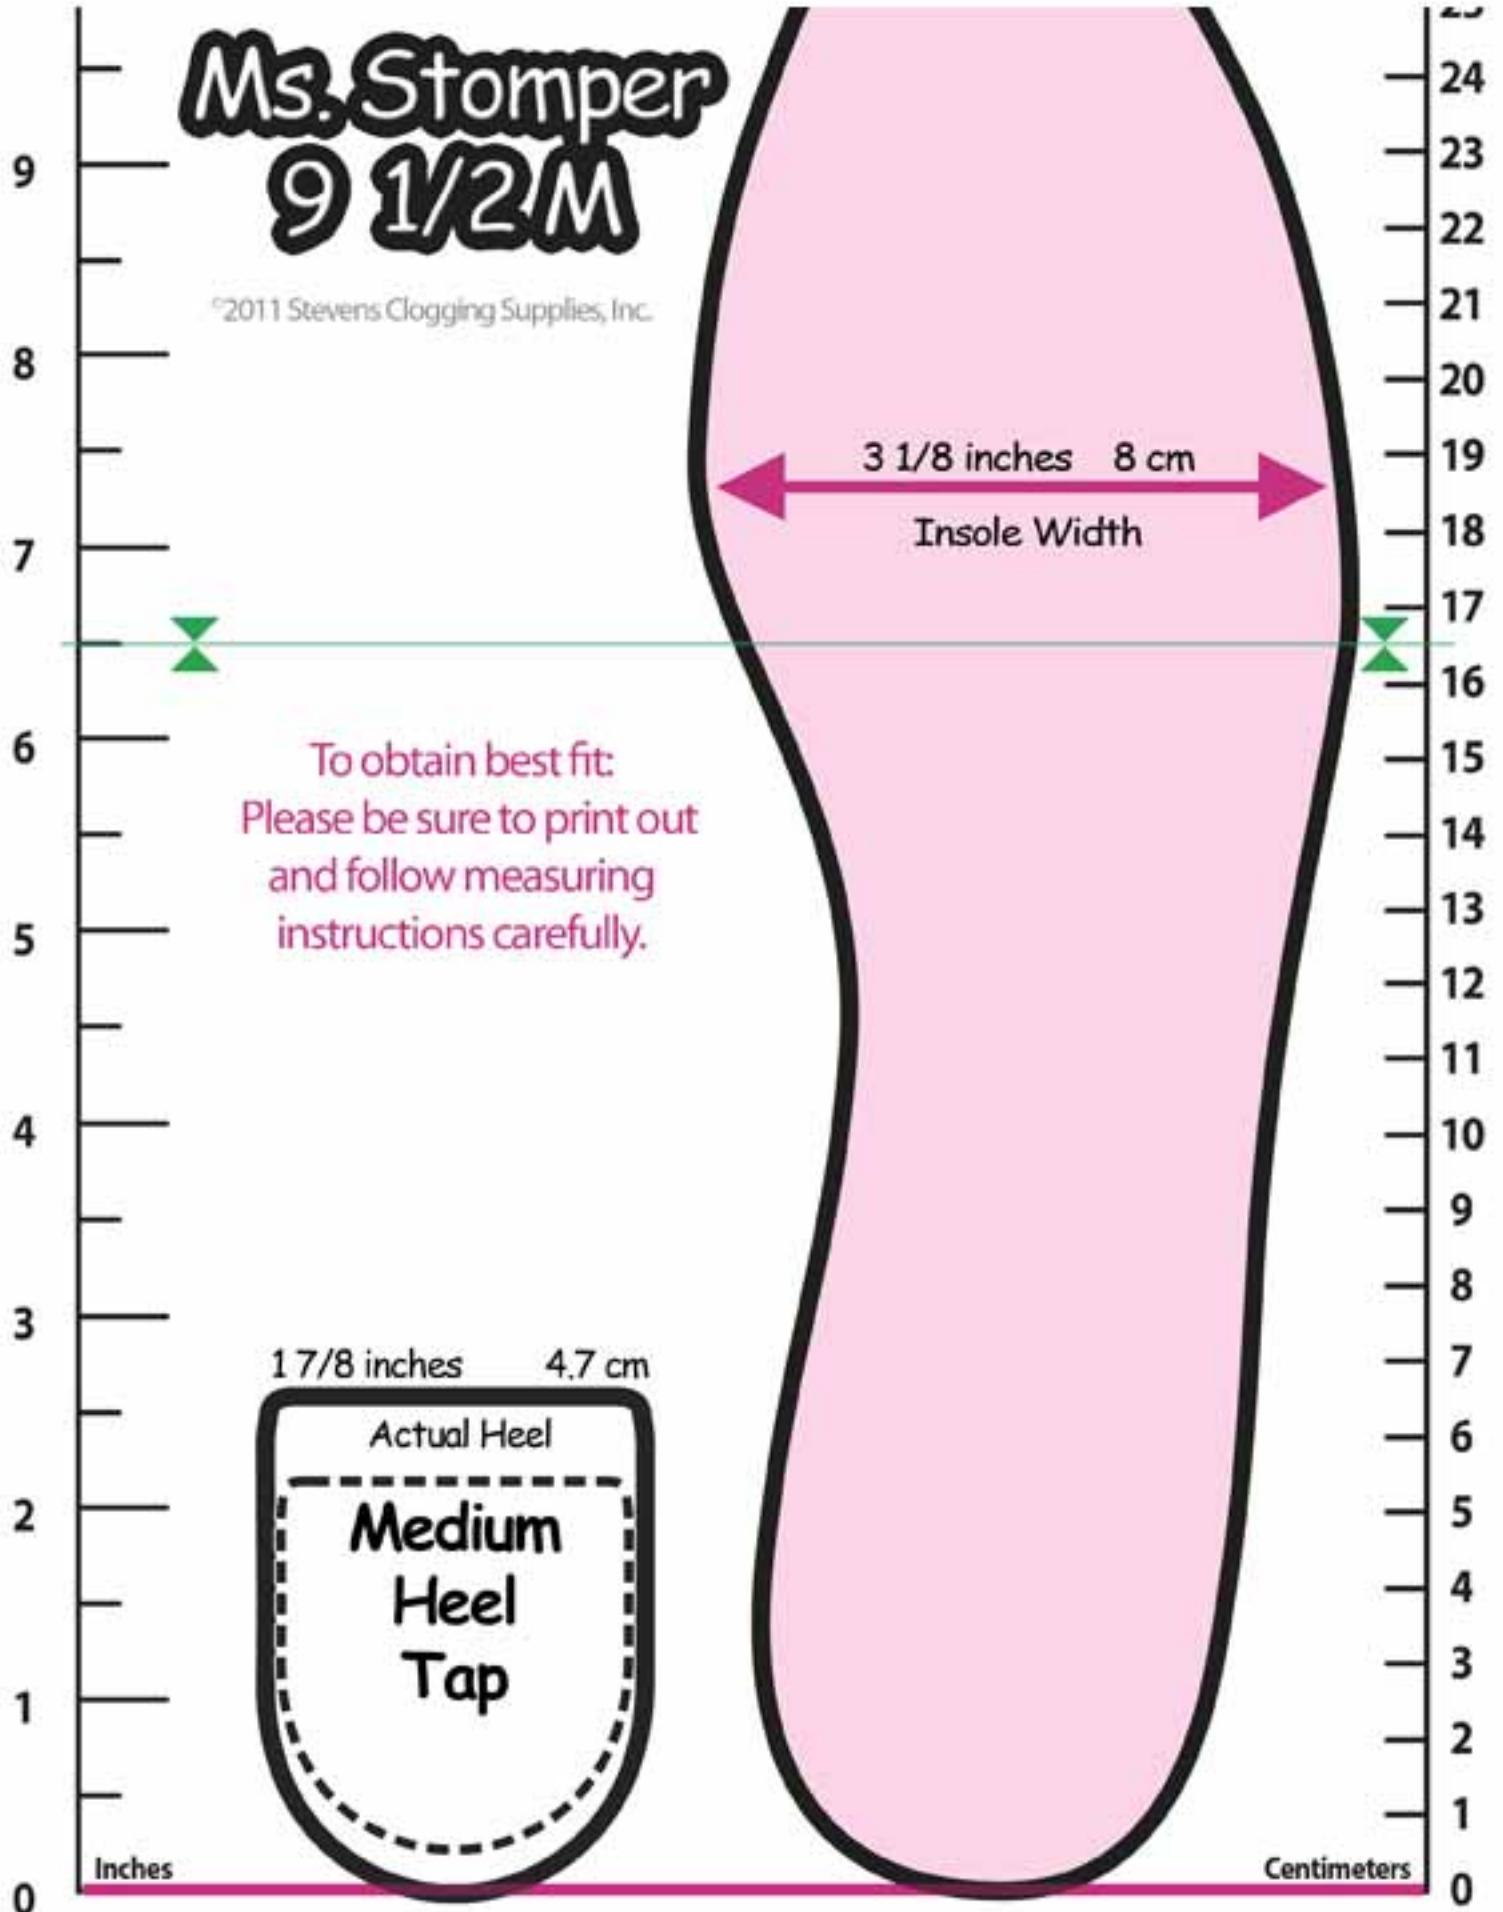 Ms. Stomper
9 1/2 M
©2011 Stevens Clogging Supplies, Inc.
3 1/8 inches 8 cm
Insole Width
To obtain best fit:
Please be sure to print out
and follow measuring
instructions carefully.
1 7/8 inches 4.7 cm
Actual Heel
Medium
Heel
Tap
Inches
Centimeters
9
8
7
6
5
4
3
2
1
0
24
23
22
21
20
19
18
17
16
15
14
13
12
11
10
9
8
7
6
5
4
3
2
1
0